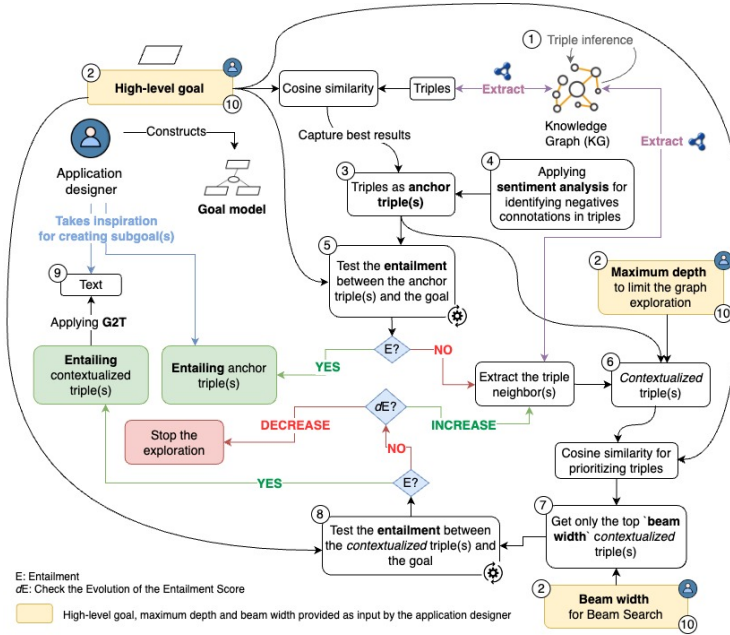 1
Triple inference
2
High-level goal
10
Cosine similarity
Triples
Extract
Knowledge
Graph (KG)
Extract
Constructs
Capture best results
Application
designer
Goal model
3
Triples as anchor
triple(s)
4
Applying
sentiment analysis for
identifying negatives
connotations in triples
Takes inspiration
for creating subgoal(s)
5
Test the entailment
between the anchor
triple(s) and the goal
2
Maximum depth
to limit the graph
exploration
10
9
Text
Applying G2T
Entailing
contextualized
triple(s)
Entailing anchor
triple(s)
YES
E?
NO
Extract the triple
neighbor(s)
6
Contextualized
triple(s)
dE?
DECREASE
INCREASE
Stop the
exploration
NO
YES
E?
Cosine similarity for
prioritizing triples
7
Get only the top `beam
width` contextualized
triple(s)
8
Test the entailment between
the contextualized triple(s) and
the goal
2
Beam width
for Beam Search
10
E: Entailment
dE: Check the Evolution of the Entailment Score
High-level goal, maximum depth and beam width provided as input by the application designer